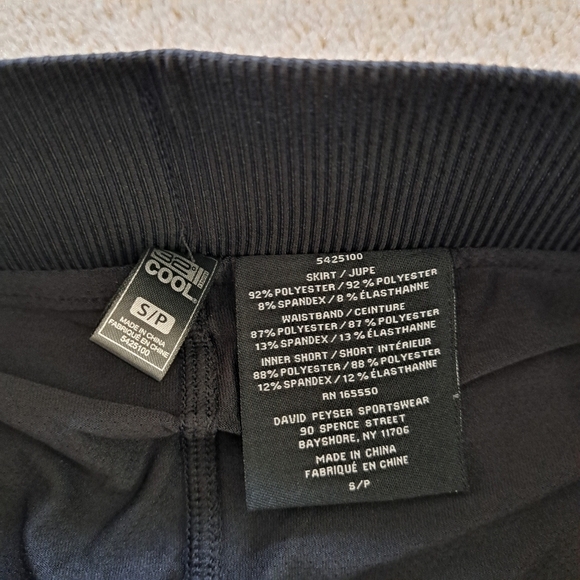 32
COOL
S/P
MADE IN CHINA
FABRIQUÉ EN CHINE
5425100
5425100
SKIRT / JUPE
92% POLYESTER / 92 % POLYESTER
8% SPANDEX / 8 % ÉLASTHANNE
WAISTBAND / CEINTURE
87% POLYESTER / 87 % POLYESTER
13% SPANDEX / 13 % ÉLASTHANNE
INNER SHORT / SHORT INTÉRIEUR
88% POLYESTER / 88 % POLYESTER
12% SPANDEX / 12 % ÉLASTHANNE
RN 165550
DAVID PEYSER SPORTSWEAR
90 SPENCE STREET
BAYSHORE, NY 11706
MADE IN CHINA
FABRIQUÉ EN CHINE
S/P